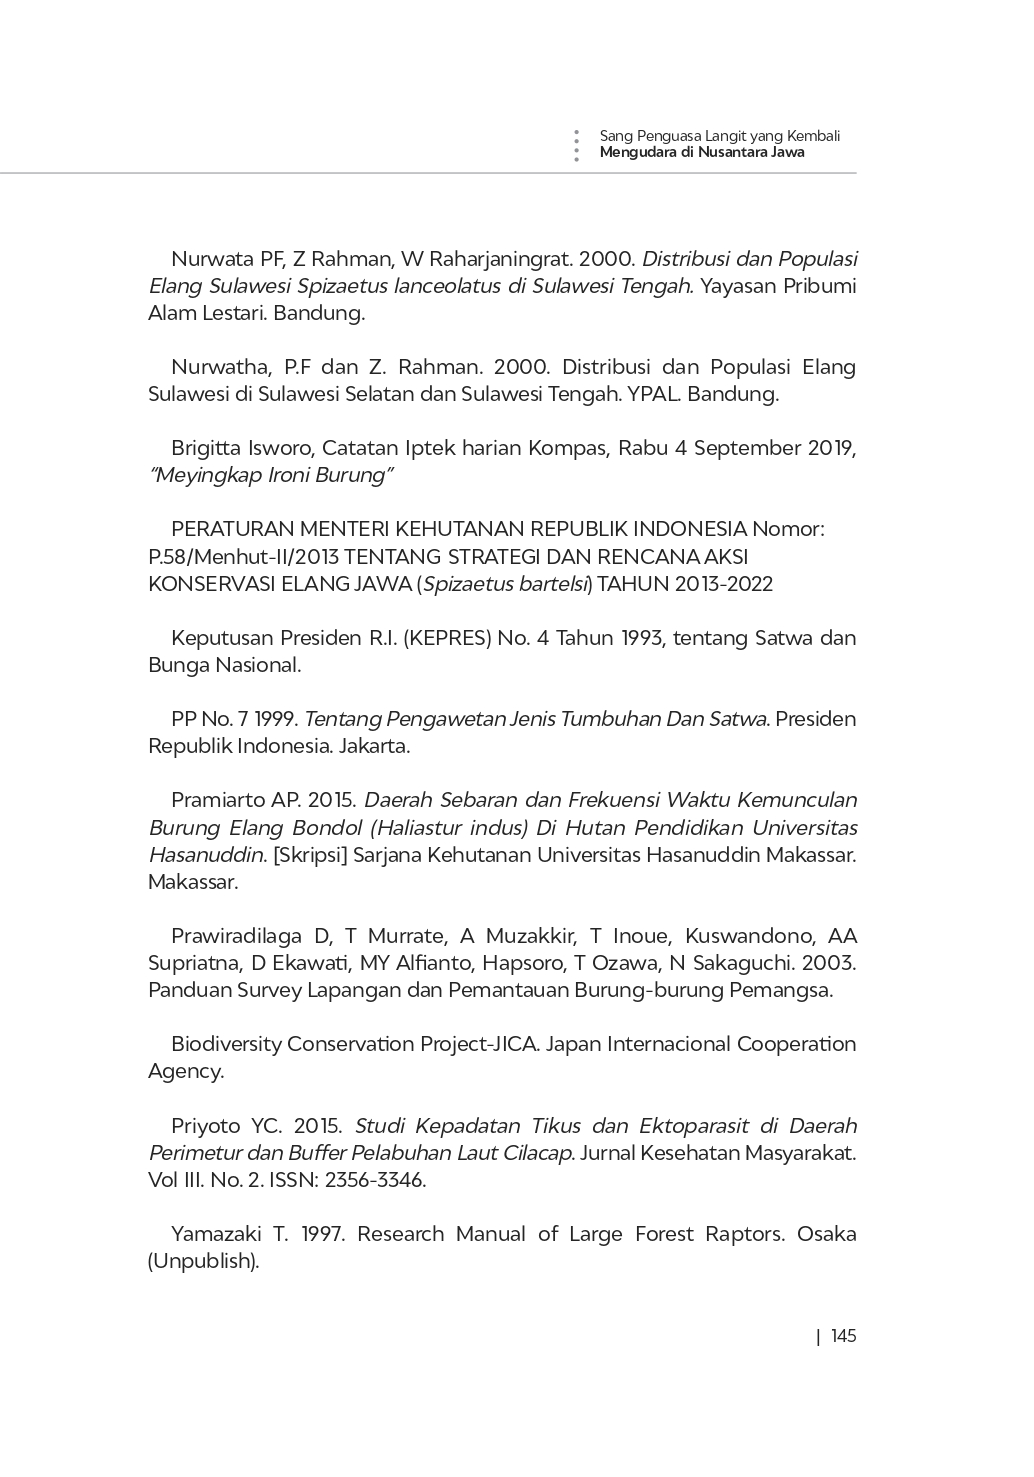 Sang Penguasa Langit yang Kembali
Mengudara di Nusantara Jawa
Nurwata PF, Z Rahman, W Raharjaningrat. 2000. Distribusi dan Populasi
Elang Sulawesi Spizaetus lanceolatus di Sulawesi Tengah. Yayasan Pribumi
Alam Lestari. Bandung.
Nurwatha, P.F dan Z. Rahman. 2000. Distribusi dan Populasi Elang
Sulawesi di Sulawesi Selatan dan Sulawesi Tengah. YPAL. Bandung.
Brigitta Isworo, Catatan Iptek harian Kompas, Rabu 4 September 2019,
“Meyingkap Ironi Burung”
PERATURAN MENTERI KEHUTANAN REPUBLIK INDONESIA Nomor:
P.58/Menhut-II/2013 TENTANG STRATEGI DAN RENCANA AKSI
KONSERVASI ELANG JAWA (Spizaetus bartelsi) TAHUN 2013-2022
Keputusan Presiden R.I. (KEPRES) No. 4 Tahun 1993, tentang Satwa dan
Bunga Nasional.
PP No. 7 1999. Tentang Pengawetan Jenis Tumbuhan Dan Satwa. Presiden
Republik Indonesia. Jakarta.
Pramiarto AP. 2015. Daerah Sebaran dan Frekuensi Waktu Kemunculan
Burung Elang Bondol (Haliastur indus) Di Hutan Pendidikan Universitas
Hasanuddin. [Skripsi] Sarjana Kehutanan Universitas Hasanuddin Makassar.
Makassar.
Prawiradilaga D, T Murrate, A Muzakkir, T Inoue, Kuswandono, AA
Supriatna, D Ekawati, MY Alfianto, Hapsoro, T Ozawa, N Sakaguchi. 2003.
Panduan Survey Lapangan dan Pemantauan Burung-burung Pemangsa.
Biodiversity Conservation Project-JICA. Japan Internacional Cooperation
Agency.
Priyoto YC. 2015. Studi Kepadatan Tikus dan Ektoparasit di Daerah
Perimetur dan Buffer Pelabuhan Laut Cilacap. Jurnal Kesehatan Masyarakat.
Vol III. No. 2. ISSN: 2356-3346.
Yamazaki T. 1997. Research Manual of Large Forest Raptors. Osaka
(Unpublish).
| 145